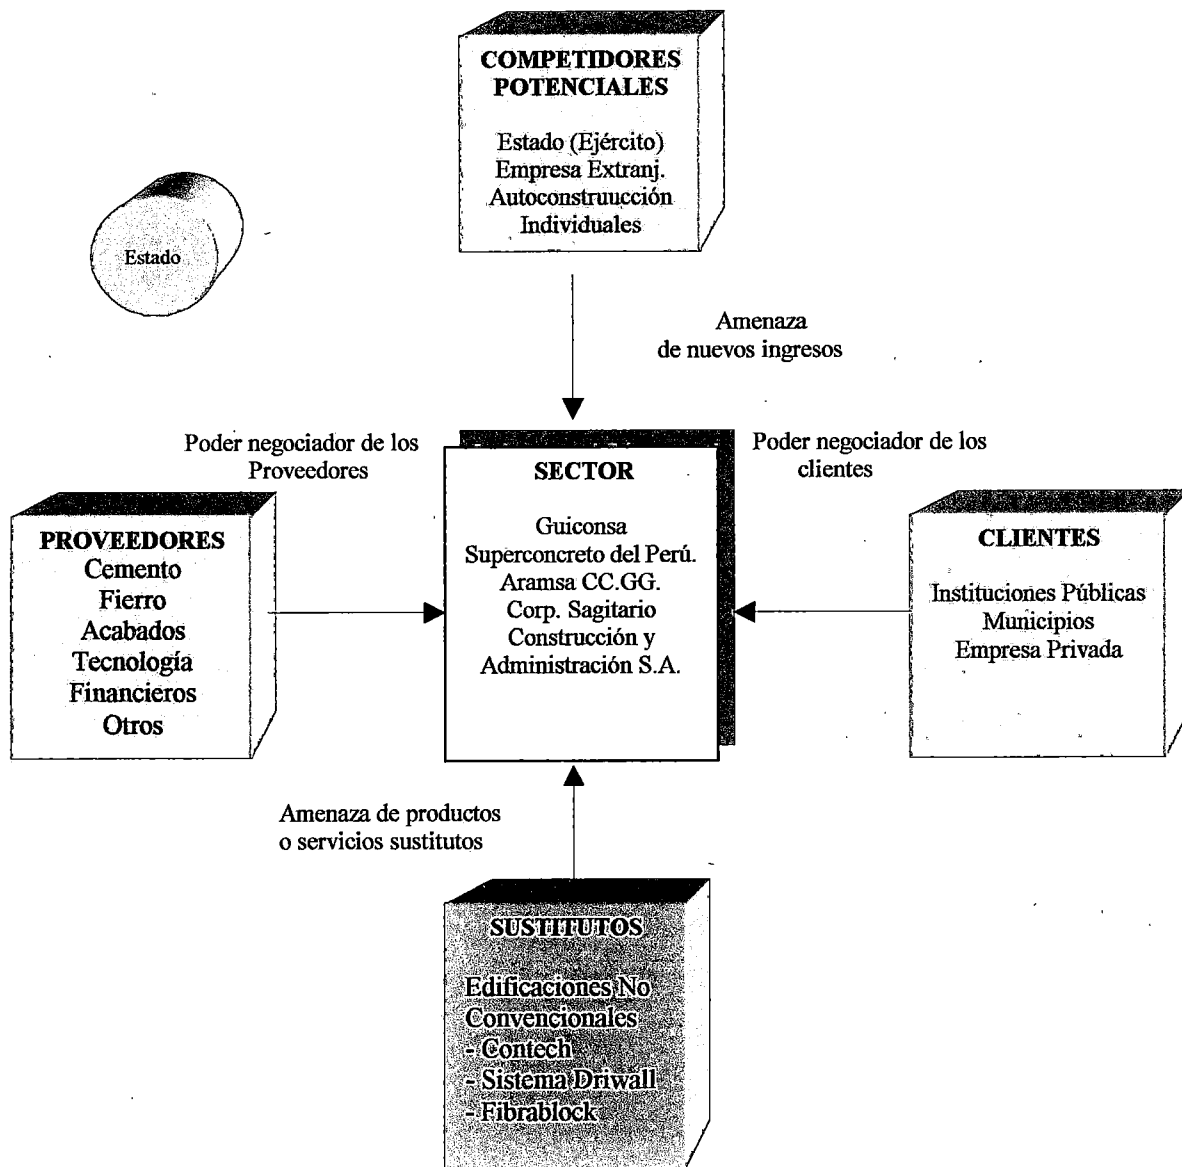 COMPETIDORES
POTENCIALES
Estado (Ejército)
Empresa Extranj.
Autoconstruucción
Individuales
Estado
Amenaza
de nuevos ingresos
Poder negociador de los
Proveedores
Poder negociador de los
clientes
PROVEEDORES
Cemento
Fierro
Acabados
Tecnología
Financieros
Otros
SECTOR
Guiconsa
Superconcreto del Perú.
Aramsa CC.GG.
Corp. Sagitario
Construcción y
Administración S.A.
CLIENTES
Instituciones Públicas
Municipios
Empresa Privada
Amenaza de productos
o servicios sustitutos
SUSTITUTOS
Edificaciones No
Convencionales
- Contech
- Sistema Driwall
- Fibrablock